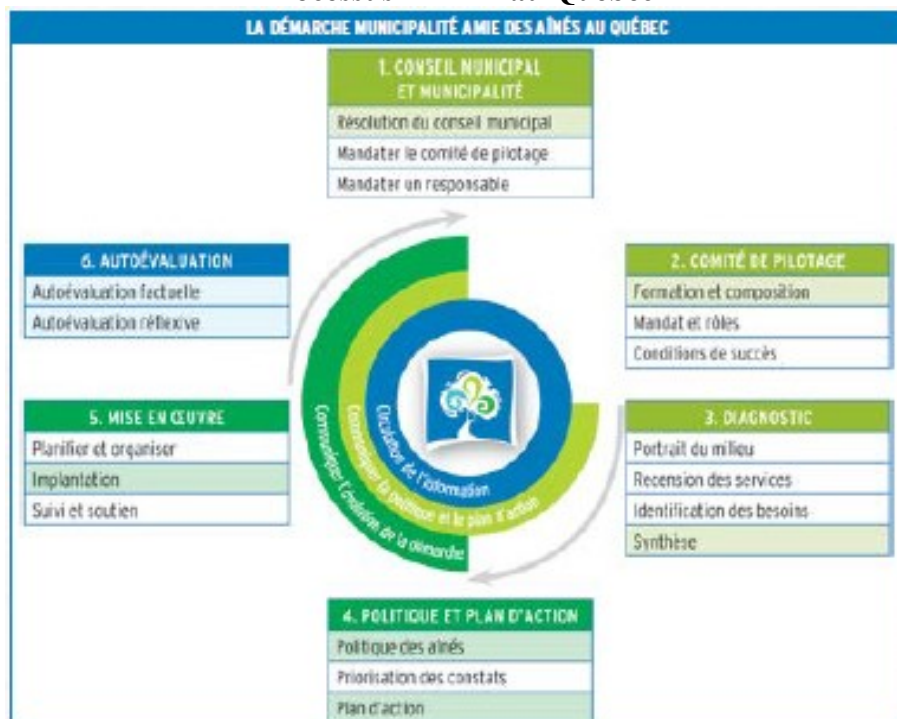 au Québec
LA DÉMARCHE MUNICIPALITÉ AMIE DES AÎNÉS AU QUÉBEC
1. CONSEIL MUNICIPAL
ET MUNICIPALITÉ
Résolution du conseil municipal
Mandater le comité de pilotage
Mandater un responsable
2. COMITÉ DE PILOTAGE
Formation et composition
Mandat et rôles
Conditions de succès
3. DIAGNOSTIC
Portrait du milieu
Recension des services
Identification des besoins
Synthèse
4. POLITIQUE ET PLAN D'ACTION
Politique des aînés
Priorisation des constats
Plan d'action
5. MISE EN ŒUVRE
Planifier et organiser
Implantation
Suivi et soutien
6. AUTOÉVALUATION
Autoévaluation factuelle
Autoévaluation réflexive
Circulation de l'information
Communiquer la politique et le plan d'action
Communiquer l'évolution de la démarche